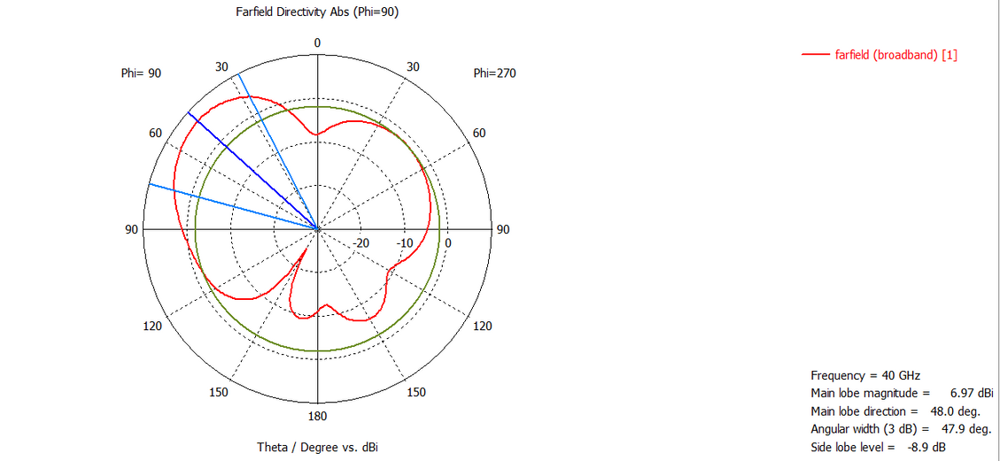 Farfield Directivity Abs (Phi=90)
0
30
30
Phi= 90
Phi=270
farfield (broadband) [1]
60
60
90
90
-20
-10
0
120
120
150
150
180
Theta / Degree vs. dBi
Frequency = 40 GHz
Main lobe magnitude = 6.97 dBi
Main lobe direction = 48.0 deg.
Angular width (3 dB) = 47.9 deg.
Side lobe level = -8.9 dB